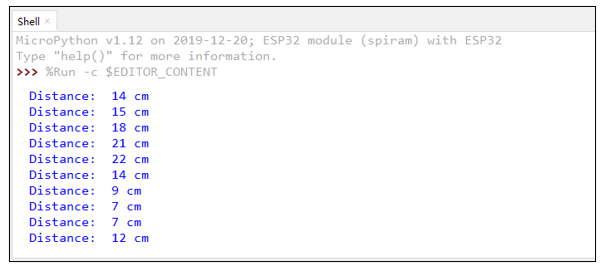 Shell ×
MicroPython v1.12 on 2019-12-20; ESP32 module (spiram) with ESP32
Type "help()" for more information.
>>> %Run -c $EDITOR_CONTENT
Distance:  14 cm
Distance:  15 cm
Distance:  18 cm
Distance:  21 cm
Distance:  22 cm
Distance:  14 cm
Distance:  9 cm
Distance:  7 cm
Distance:  7 cm
Distance:  12 cm